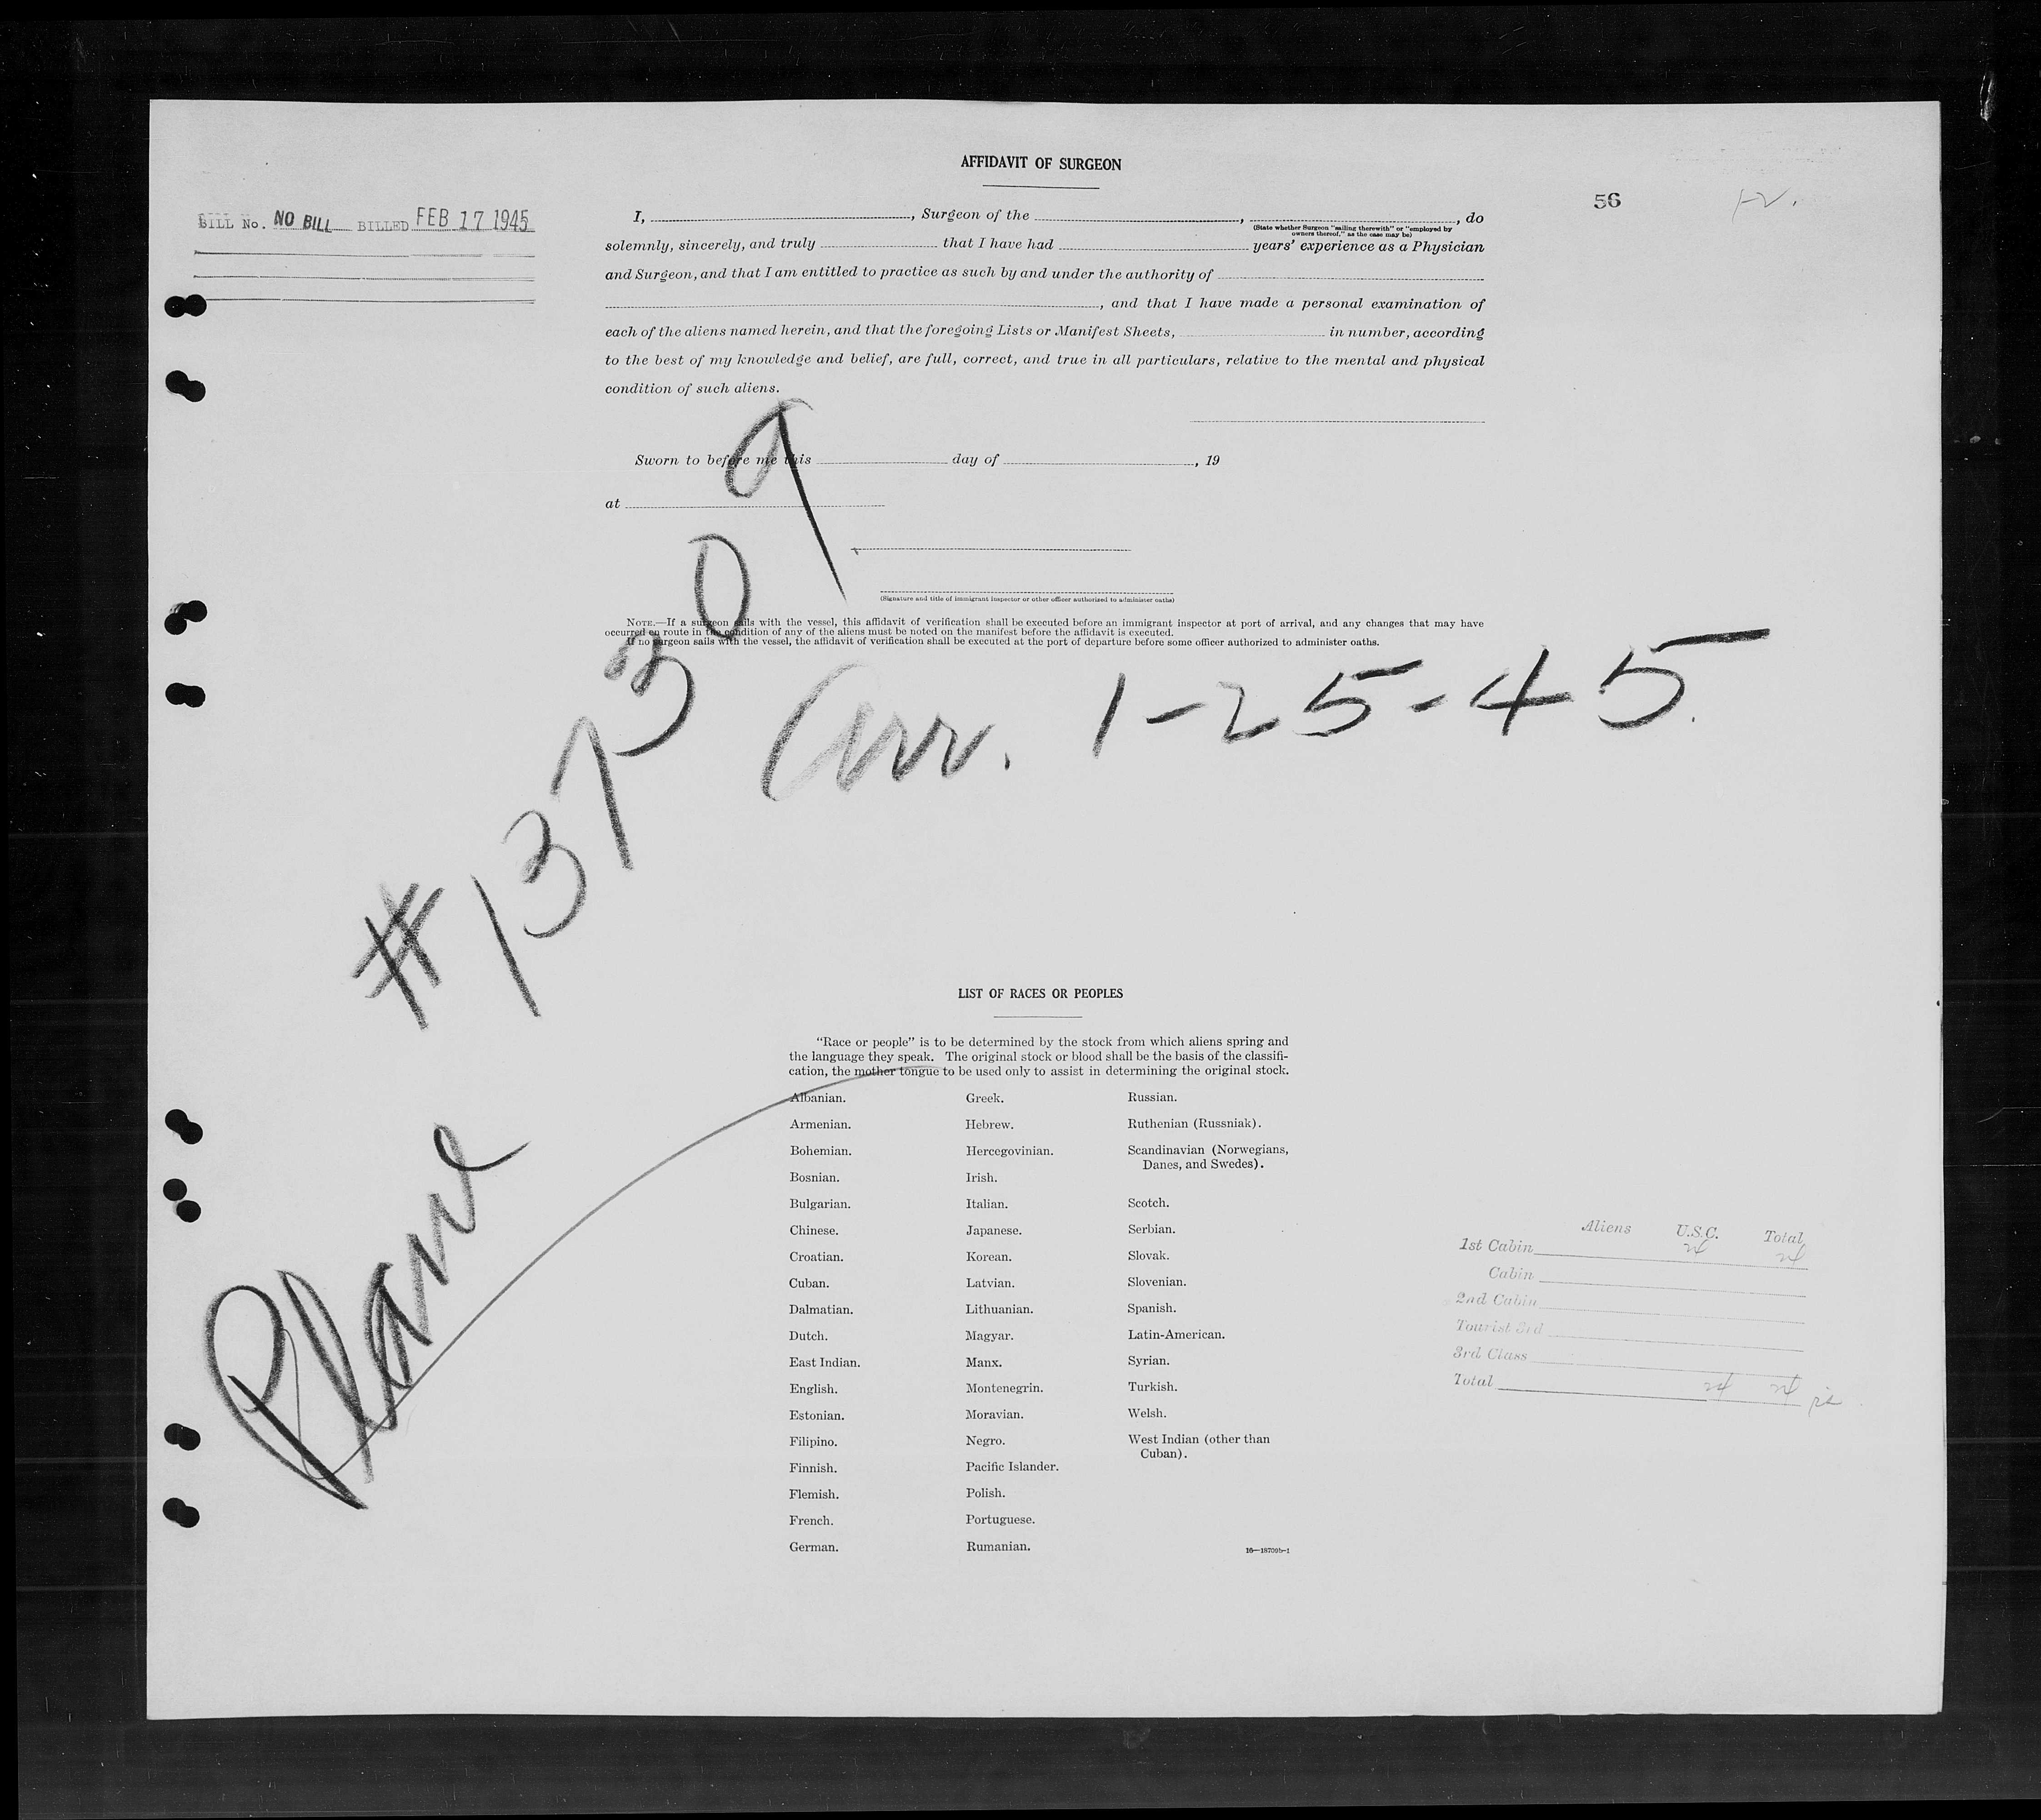 AFFIDAVIT OF SURGEON
56
BILL No. NO BILL BILLED FEB 17 1945
I, , Surgeon of the , , do
(State whether Surgeon "sailing therewith" or "employed by
owners thereof," as the case may be)
solemnly, sincerely, and truly that I have had years' experience as a Physician
and Surgeon, and that I am entitled to practice as such by and under the authority of
, and that I have made a personal examination of
each of the aliens named herein, and that the foregoing Lists or Manifest Sheets, in number, according
to the best of my knowledge and belief, are full, correct, and true in all particulars, relative to the mental and physical
condition of such aliens.
Sworn to before me this day of , 19
at
(Signature and title of immigrant inspector or other officer authorized to administer oaths)
NOTE.—If a surgeon sails with the vessel, this affidavit of verification shall be executed before an immigrant inspector at port of arrival, and any changes that may have
occurred en route in the condition of any of the aliens must be noted on the manifest before the affidavit is executed.
If no surgeon sails with the vessel, the affidavit of verification shall be executed at the port of departure before some officer authorized to administer oaths.
Arr. 1-25-45
#137309
Plane
LIST OF RACES OR PEOPLES
"Race or people" is to be determined by the stock from which aliens spring and
the language they speak. The original stock or blood shall be the basis of the classifi-
cation, the mother tongue to be used only to assist in determining the original stock.
Albanian.
Armenian.
Bohemian.
Bosnian.
Bulgarian.
Chinese.
Croatian.
Cuban.
Dalmatian.
Dutch.
East Indian.
English.
Estonian.
Filipino.
Finnish.
Flemish.
French.
German.
Greek.
Hebrew.
Hercegovinian.
Irish.
Italian.
Japanese.
Korean.
Latvian.
Lithuanian.
Magyar.
Manx.
Montenegrin.
Moravian.
Negro.
Pacific Islander.
Polish.
Portuguese.
Rumanian.
Russian.
Ruthenian (Russniak).
Scandinavian (Norwegians,
Danes, and Swedes).
Scotch.
Serbian.
Slovak.
Slovenian.
Spanish.
Latin-American.
Syrian.
Turkish.
Welsh.
West Indian (other than
Cuban).
16—18709b-1
Aliens U.S.C. Total
1st Cabin 24 24
Cabin
2nd Cabin
Tourist 3rd
3rd Class
Total 24 24